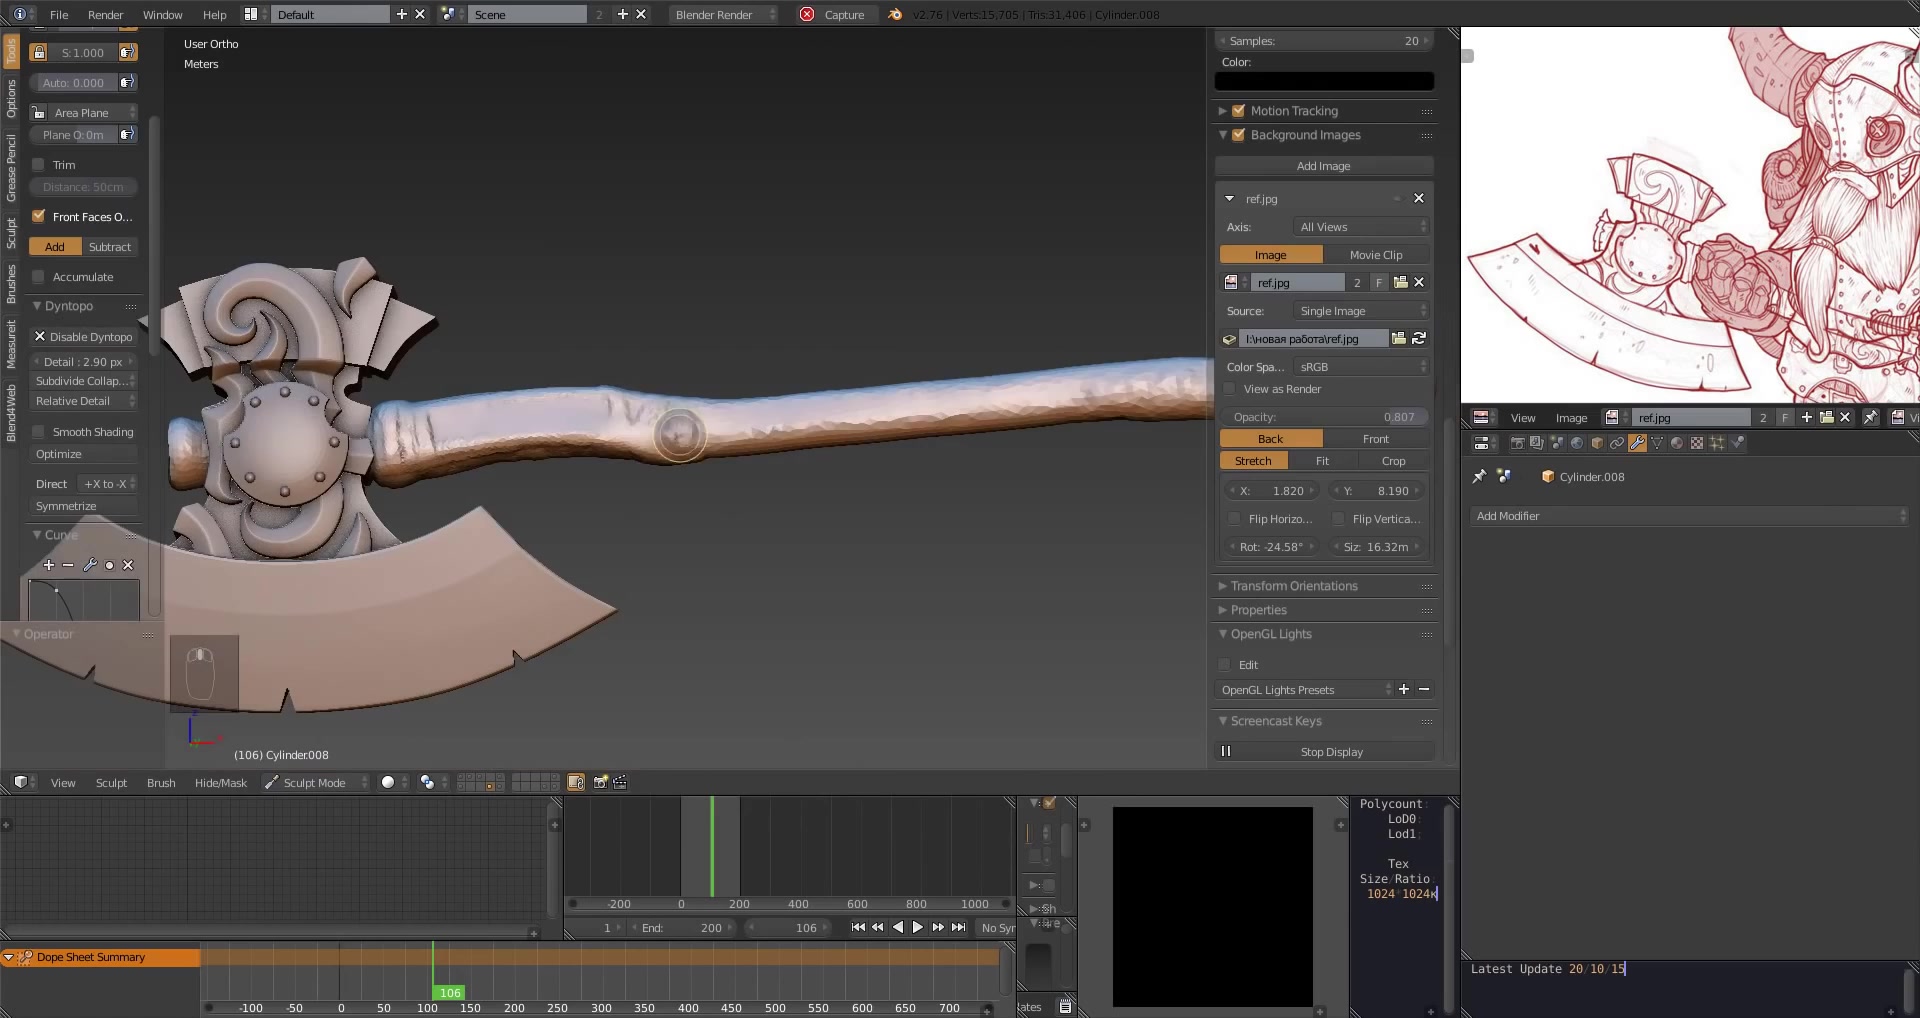 File Render Window Help Default Scene 2 Blender Render Capture v2.76 | Verts:15,705 | Tris:31,406 | Cylinder.008
Tools
Options
Grease Pencil
Sculpt
Brushes
Measureit
Blend4Web
S: 1.000
Auto: 0.000
Area Plane
Plane O: 0m
Trim
Distance: 50cm
Front Faces O...
Add Subtract
Accumulate
Dyntopo
Disable Dyntopo
Detail : 2.90 px
Subdivide Collap...
Relative Detail
Smooth Shading
Optimize
Direct +X to -X
Symmetrize
Curve
Operator
User Ortho
Meters
(106) Cylinder.008
Samples: 20
Color:
Motion Tracking
Background Images
Add Image
ref.jpg
Axis: All Views
Image Movie Clip
ref.jpg 2 F
Source: Single Image
I:\новая работа\ref.jpg
Color Spa... sRGB
View as Render
Opacity: 0.807
Back Front
Stretch Fit Crop
X: 1.820 Y: 8.190
Flip Horizo... Flip Vertica...
Rot: -24.58° Siz: 16.32m
Transform Orientations
Properties
OpenGL Lights
Edit
OpenGL Lights Presets
Screencast Keys
Stop Display
View Image ref.jpg 2 F Vi
Cylinder.008
Add Modifier
View Sculpt Brush Hide/Mask Sculpt Mode
-200 0 200 400 600 800 1000
1 End: 200 106 No Syn
Dope Sheet Summary
106
-100 -50 0 50 100 150 200 250 300 350 400 450 500 550 600 650 700
Sh
ates
Polycount:
LoD0:
Lod1:
Tex
Size/Ratio:
1024*1024к
Latest Update 20/10/15